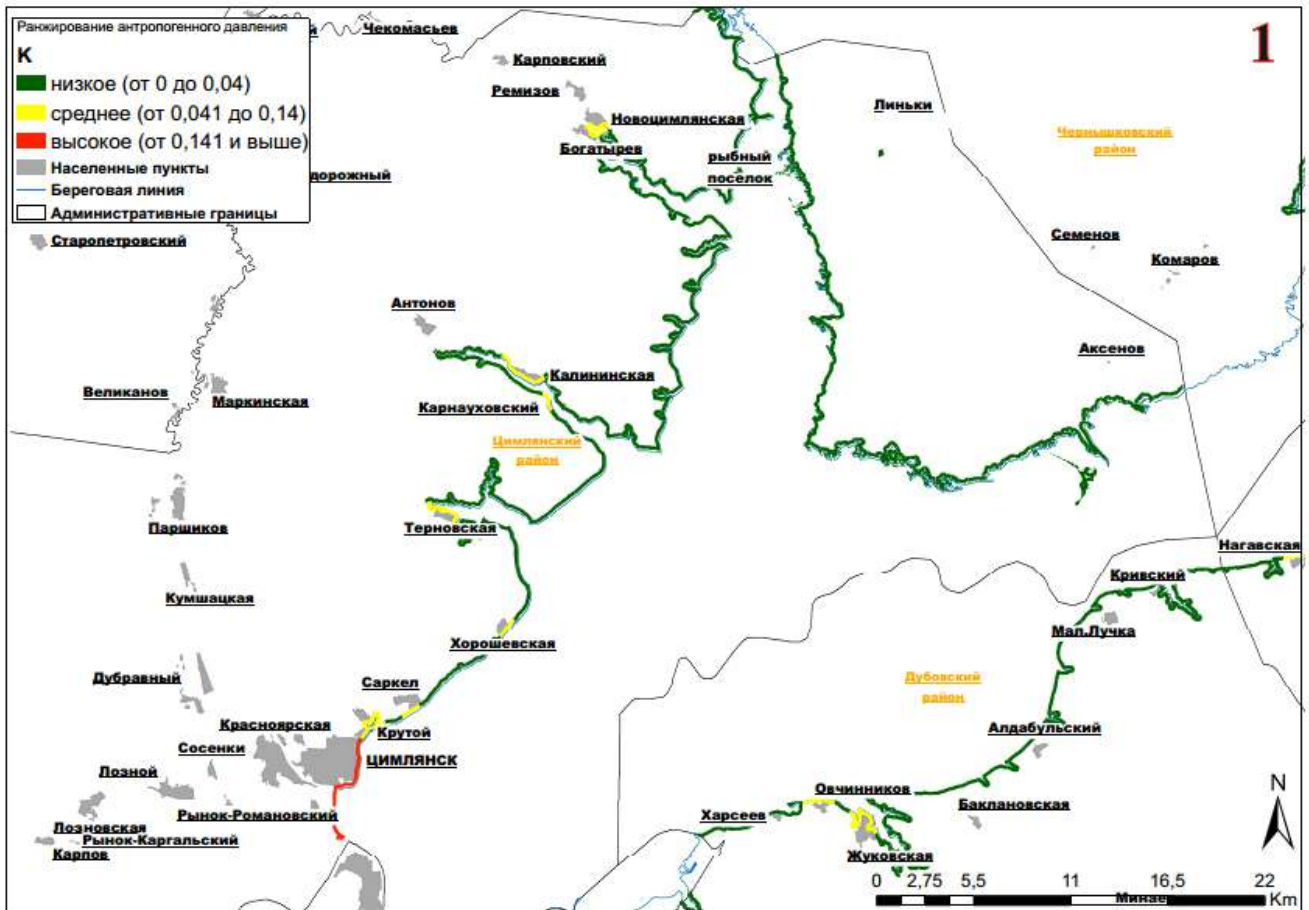 Ранжирование антропогенного давления
К
низкое (от 0 до 0,04)
среднее (от 0,041 до 0,14)
высокое (от 0,141 и выше)
Населенные пункты
Береговая линия
Административные границы
1
Чекомасьев
Карповский
Ремизов
Новоцимлянская
Богатырев
рыбный
поселок
Линьки
Чернышковский
район
дорожный
Старопетровский
Семенов
Комаров
Антонов
Аксенов
Калининская
Великанов
Маркинская
Карнауховский
Цимлянский
район
Паршиков
Терновская
Нагавская
Кривский
Кумшацкая
Мал.Лучка
Хорошевская
Дубравный
Саркел
Дубовский
район
Красноярская
Крутой
Алдабульский
Сосенки
ЦИМЛЯНСК
Лозной
Овчинников
Баклановская
Рынок-Романовский
Харсеев
Лозновская
Рынок-Каргальский
Карпов
Жуковская
N
0 2,75 5,5 11 16,5 22
Km
Минае